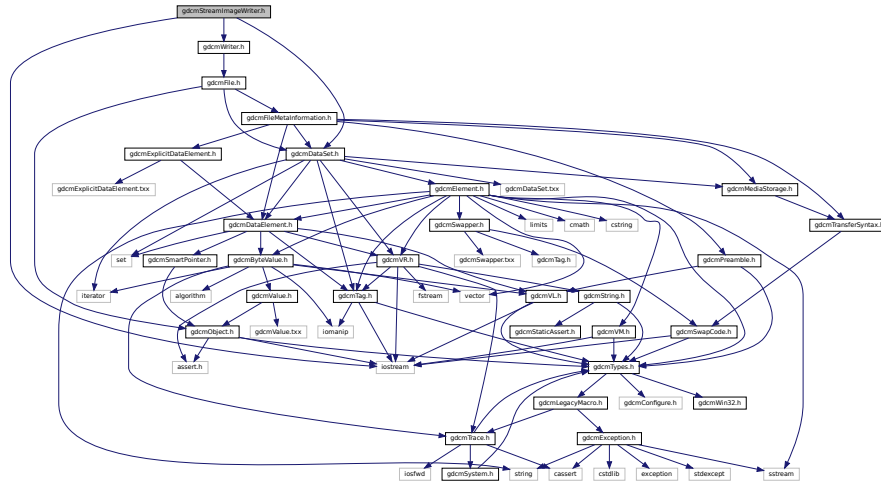 gdcmStreamImageWriter.h
gdcmWriter.h
gdcmFile.h
gdcmFileMetaInformation.h
gdcmExplicitDataElement.h
gdcmDataSet.h
gdcmExplicitDataElement.txx
gdcmElement.h
gdcmDataSet.txx
gdcmMediaStorage.h
gdcmDataElement.h
gdcmSwapper.h
limits
cmath
cstring
gdcmTransferSyntax.h
set
gdcmSmartPointer.h
gdcmByteValue.h
gdcmVR.h
gdcmSwapper.txx
gdcmTag.h
gdcmPreamble.h
iterator
algorithm
gdcmValue.h
gdcmTag.h
fstream
vector
gdcmVL.h
gdcmString.h
gdcmObject.h
gdcmValue.txx
iomanip
gdcmStaticAssert.h
gdcmVM.h
gdcmSwapCode.h
assert.h
iostream
gdcmTypes.h
gdcmLegacyMacro.h
gdcmConfigure.h
gdcmWin32.h
gdcmTrace.h
gdcmException.h
iosfwd
gdcmSystem.h
string
cassert
cstdlib
exception
stdexcept
sstream